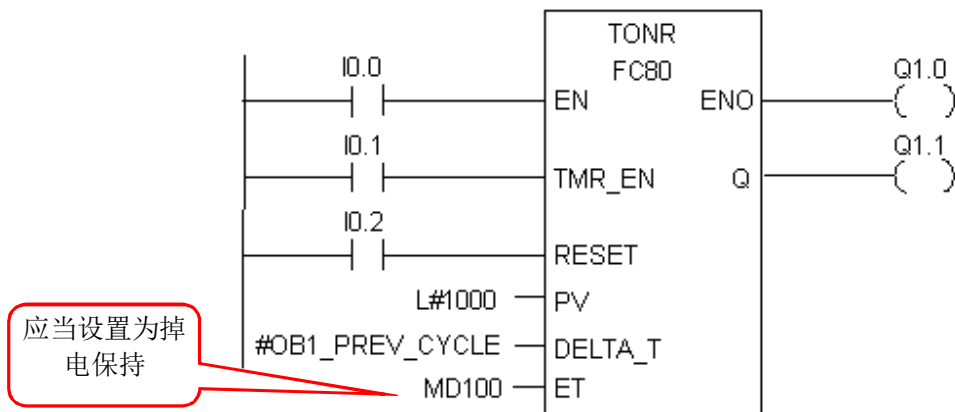 TONR
FC80
I0.0
EN
ENO
Q1.0
I0.1
TMR_EN
Q
Q1.1
I0.2
RESET
L#1000
PV
#OB1_PREV_CYCLE
DELTA_T
MD100
ET
应当设置为掉
电保持